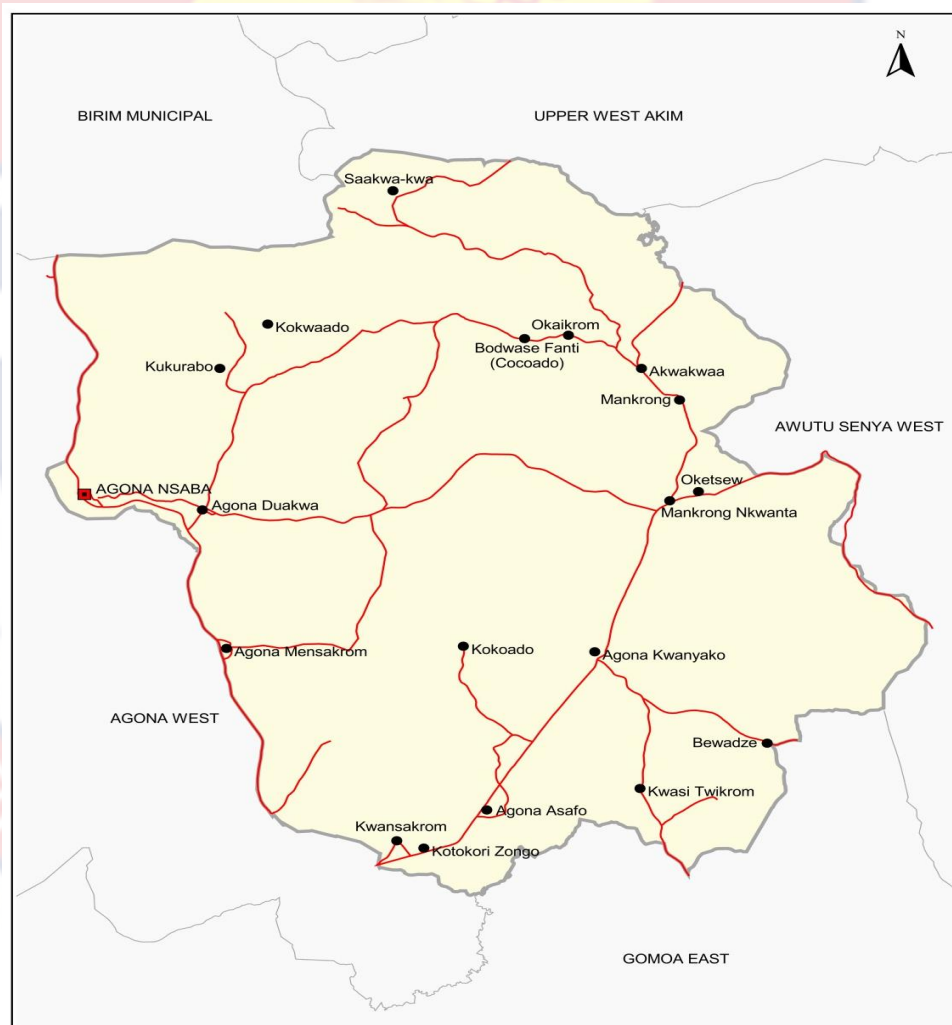 N
BIRIM MUNICIPAL
UPPER WEST AKIM
Saakwa-kwa
Kokwaado
Okaikrom
Bodwase Fanti
(Cocoado)
Kukurabo
Akwakwaa
Mankrong
AWUTU SENYA WEST
AGONA NSABA
Oketsew
Agona Duakwa
Mankrong Nkwanta
Agona Mensakrom
Kokoado
Agona Kwanyako
AGONA WEST
Bewadze
Kwasi Twikrom
Agona Asafo
Kwansakrom
Kotokori Zongo
GOMOA EAST